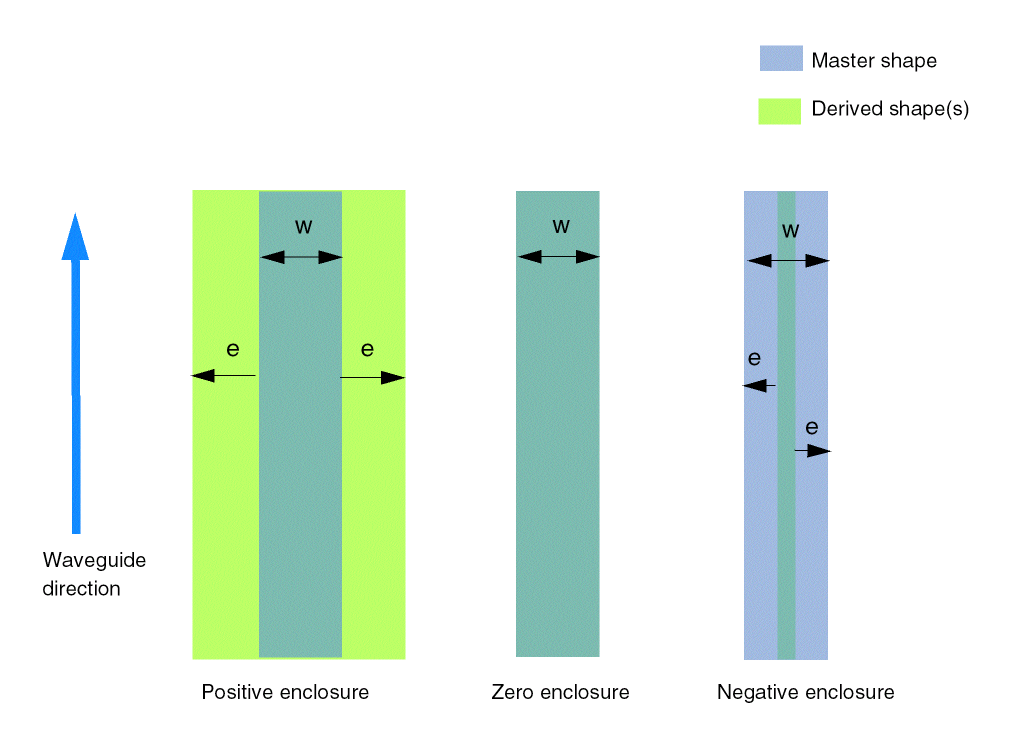 Master shape
Derived shape(s)
w
w
w
e
e
e
e
Waveguide
direction
Positive enclosure
Zero enclosure
Negative enclosure